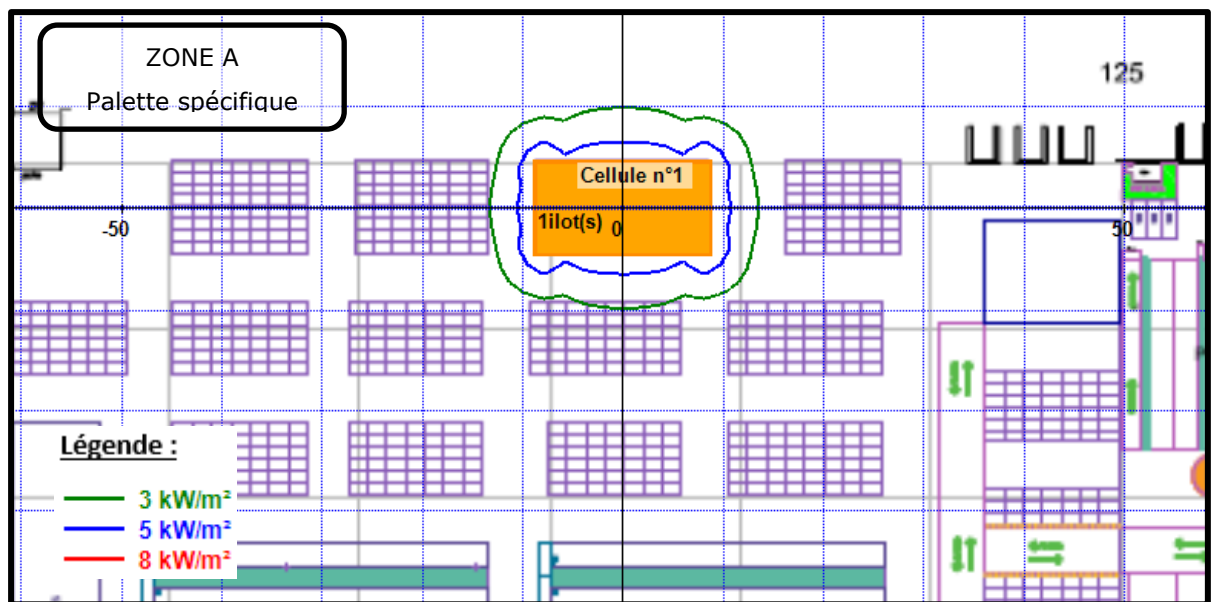 ZONE A
Palette spécifique
125
Cellule n°1
1ilot(s) 0
-50
50
Légende :
3 kW/m²
5 kW/m²
8 kW/m²